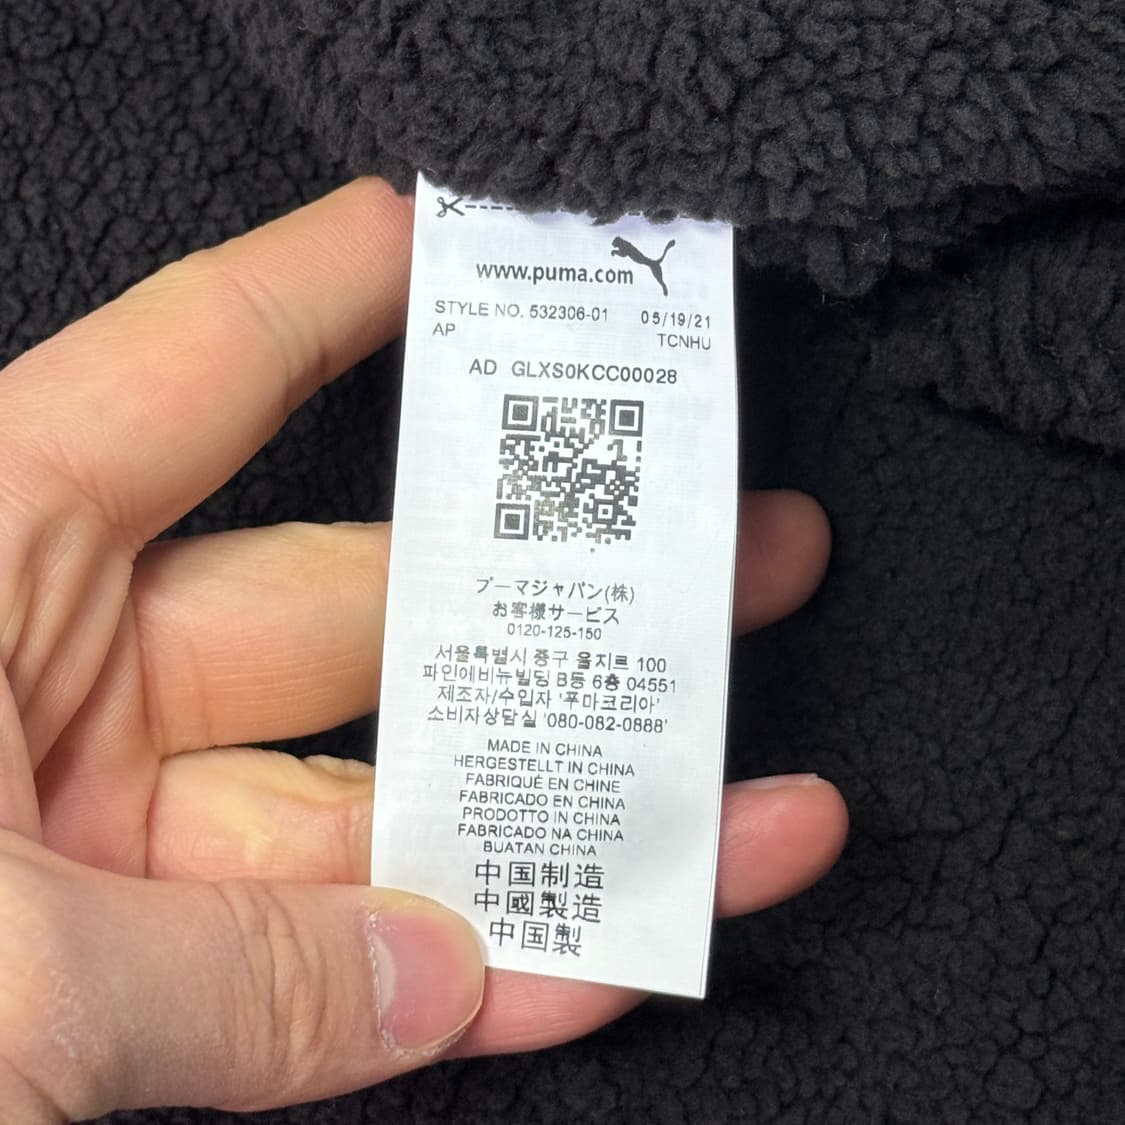 www.puma.com
STYLE NO. 532306-01 05/19/21
AP TCNHU
AD GLXS0KCC00028
プーマジャパン(株)
お客様サービス
0120-125-150
서울특별시 중구 을지로 100
파인애비뉴빌딩 B동 6층 04551
제조자/수입자 '푸마코리아'
소비자상담실 '080-082-0888'
MADE IN CHINA
HERGESTELLT IN CHINA
FABRIQUÉ EN CHINE
FABRICADO EN CHINA
PRODOTTO IN CHINA
FABRICADO NA CHINA
BUATAN CHINA
中国制造
中國製造
中国製